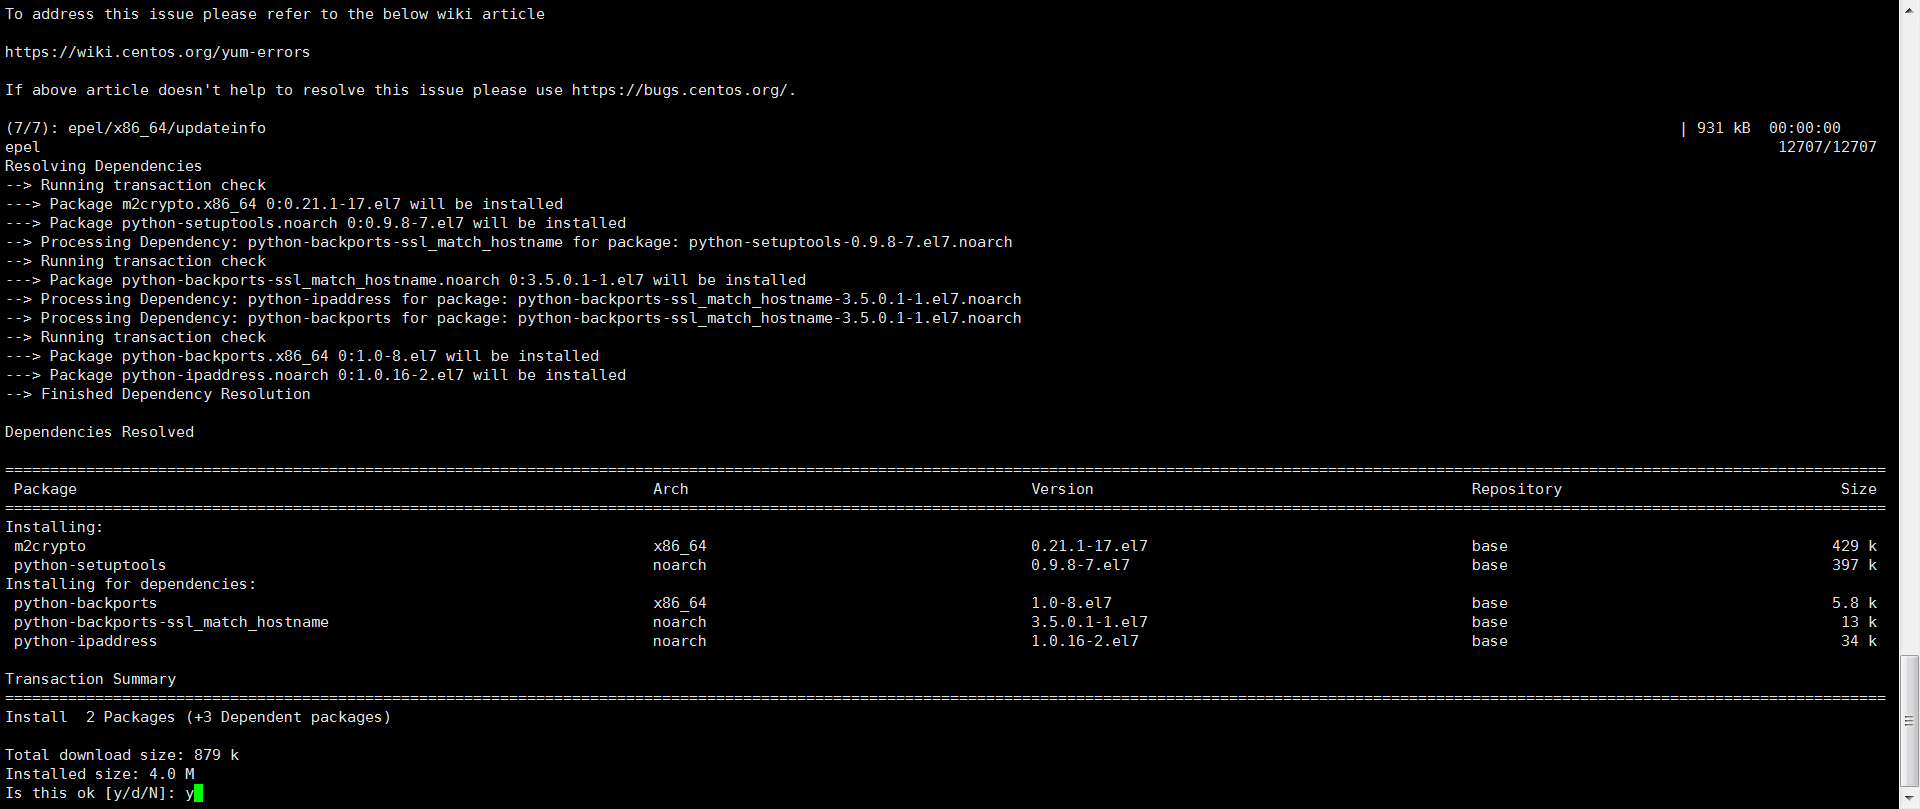 To address this issue please refer to the below wiki article
https://wiki.centos.org/yum-errors
If above article doesn't help to resolve this issue please use https://bugs.centos.org/.
(7/7): epel/x86_64/updateinfo | 931 kB 00:00:00
epel 12707/12707
Resolving Dependencies
--> Running transaction check
---> Package m2crypto.x86_64 0:0.21.1-17.el7 will be installed
---> Package python-setuptools.noarch 0:0.9.8-7.el7 will be installed
--> Processing Dependency: python-backports-ssl_match_hostname for package: python-setuptools-0.9.8-7.el7.noarch
--> Running transaction check
---> Package python-backports-ssl_match_hostname.noarch 0:3.5.0.1-1.el7 will be installed
--> Processing Dependency: python-ipaddress for package: python-backports-ssl_match_hostname-3.5.0.1-1.el7.noarch
--> Processing Dependency: python-backports for package: python-backports-ssl_match_hostname-3.5.0.1-1.el7.noarch
--> Running transaction check
---> Package python-backports.x86_64 0:1.0-8.el7 will be installed
---> Package python-ipaddress.noarch 0:1.0.16-2.el7 will be installed
--> Finished Dependency Resolution
Dependencies Resolved
Package Arch Version Repository Size
Installing:
m2crypto x86_64 0.21.1-17.el7 base 429 k
python-setuptools noarch 0.9.8-7.el7 base 397 k
Installing for dependencies:
python-backports x86_64 1.0-8.el7 base 5.8 k
python-backports-ssl_match_hostname noarch 3.5.0.1-1.el7 base 13 k
python-ipaddress noarch 1.0.16-2.el7 base 34 k
Transaction Summary
Install 2 Packages (+3 Dependent packages)
Total download size: 879 k
Installed size: 4.0 M
Is this ok [y/d/N]: y